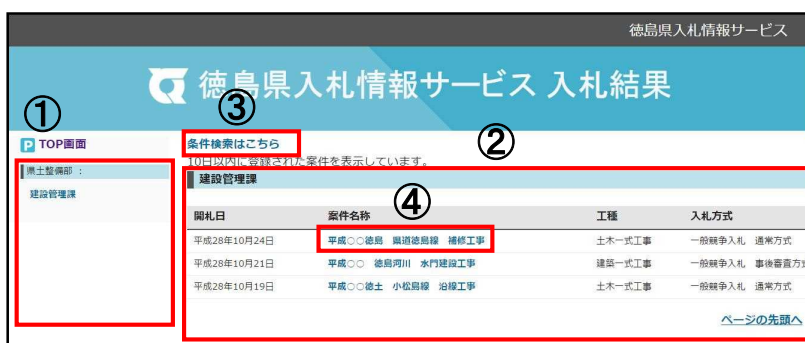 徳島県入札情報サービス
徳島県入札情報サービス 入札結果
①
③
②
P TOP画面
条件検索はこちら
10日以内に登録された案件を表示しています。
県土整備部 :
建設管理課
建設管理課
④
開札日 案件名称 工種 入札方式
平成28年10月24日 平成○○徳島 県道徳島線 補修工事 土木一式工事 一般競争入札 通常方式
平成28年10月21日 平成○○ 徳島河川 水門建設工事 建築一式工事 一般競争入札 事後審査方式
平成28年10月19日 平成○○徳土 小松島線 沿線工事 土木一式工事 一般競争入札 通常方式
ページの先頭へ